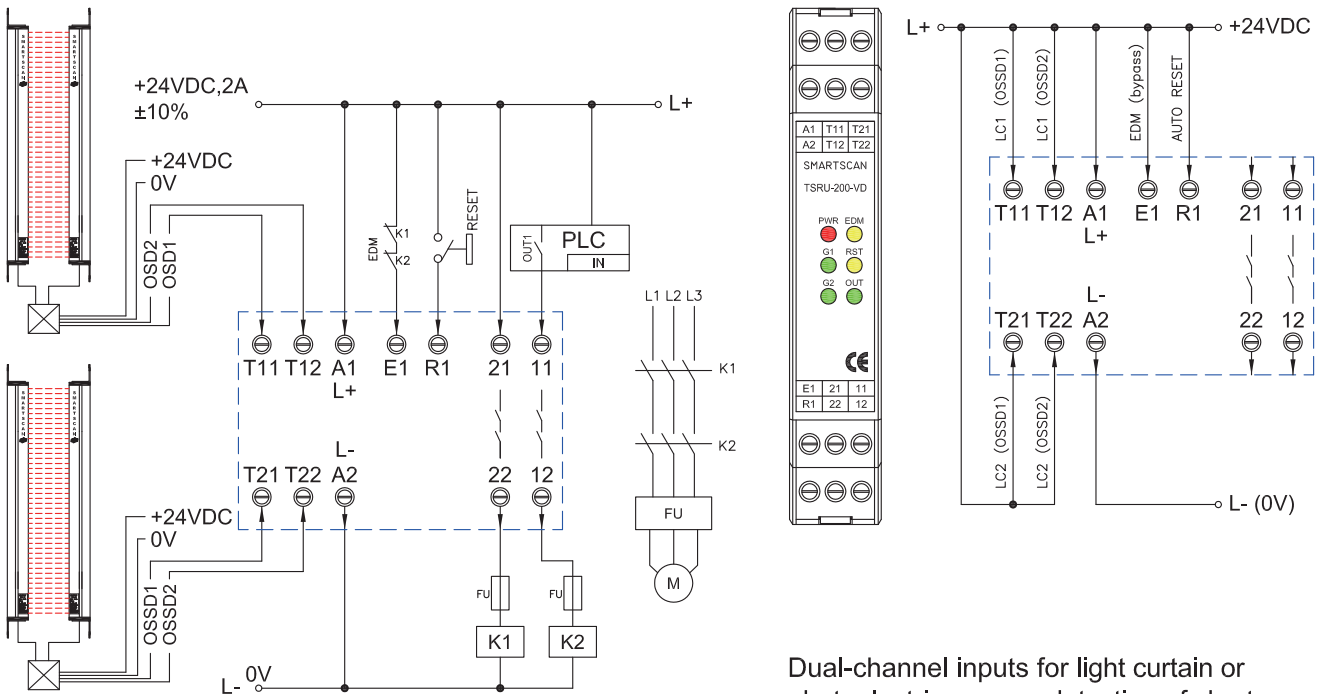 SMARTSCAN
SMARTSCAN
+24VDC,2A
±10%
L+
+24VDC
0V
OSD2
OSD1
EDM
K1
K2
RESET
OUT1
PLC
IN
T11 T12 A1 E1 R1 21 11
L+
L-
T21 T22 A2 22 12
L1 L2 L3
K1
K2
FU
M
SMARTSCAN
SMARTSCAN
+24VDC
0V
OSSD1
OSSD2
FU
FU
K1
K2
L- 0V
A1 T11 T21
A2 T12 T22
SMARTSCAN
TSRU-200-VD
PWR EDM
G1 RST
G2 OUT
CE
E1 21 11
R1 22 12
L+
+24VDC
LC1 (OSSD1)
LC1 (OSSD2)
EDM (bypass)
AUTO RESET
T11 T12 A1 E1 R1 21 11
L+
L-
T21 T22 A2 22 12
LC2 (OSSD1)
LC2 (OSSD2)
L- (0V)
Dual-channel inputs for light curtain or